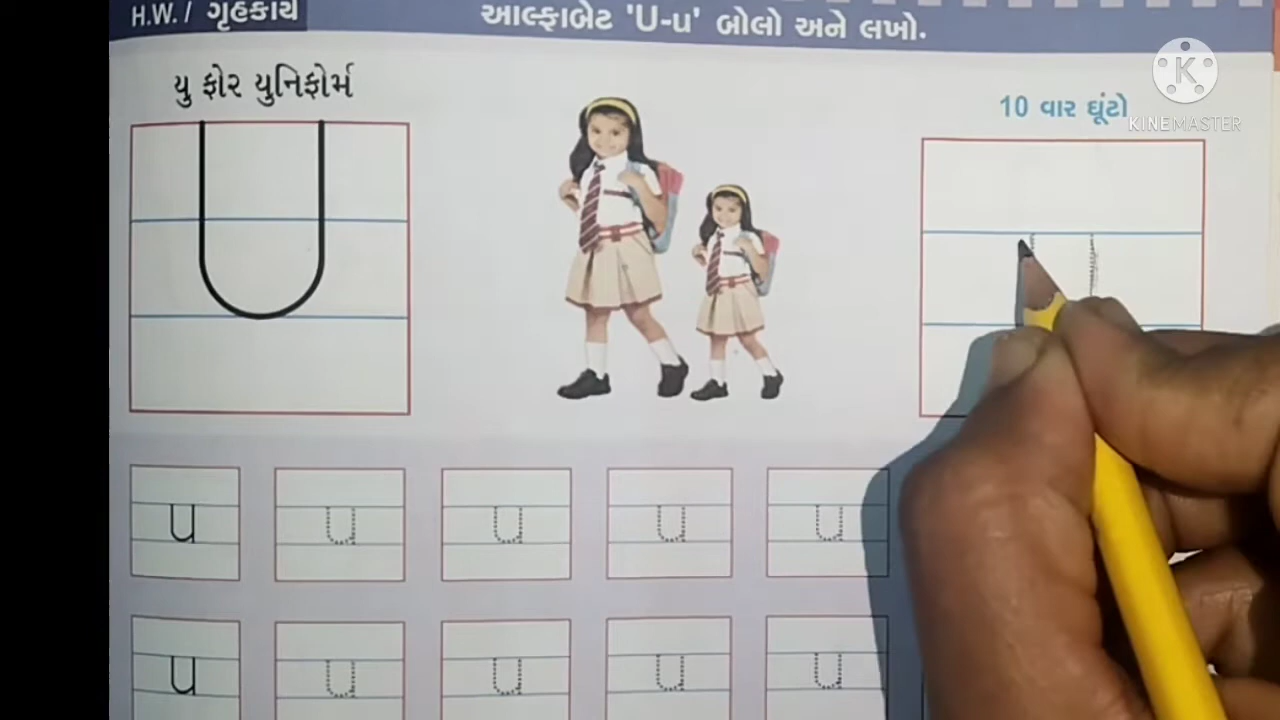 H.W. / ગૃહકાર્ય
આલ્ફાબેટ 'U-u' બોલો અને લખો.
યુ ફોર યુનિફોર્મ
10 વાર ઘૂંટો
K
KINEMASTER
U
u u u u u
u u u u u